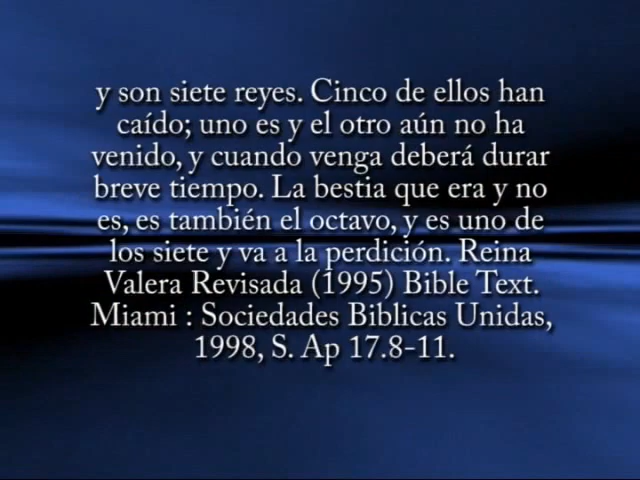 y son siete reyes. Cinco de ellos han
caído; uno es y el otro aún no ha
venido, y cuando venga deberá durar
breve tiempo. La bestia que era y no
es, es también el octavo, y es uno de
los siete y va a la perdición. Reina
Valera Revisada (1995) Bible Text.
Miami : Sociedades Biblicas Unidas,
1998, S. Ap 17.8-11.